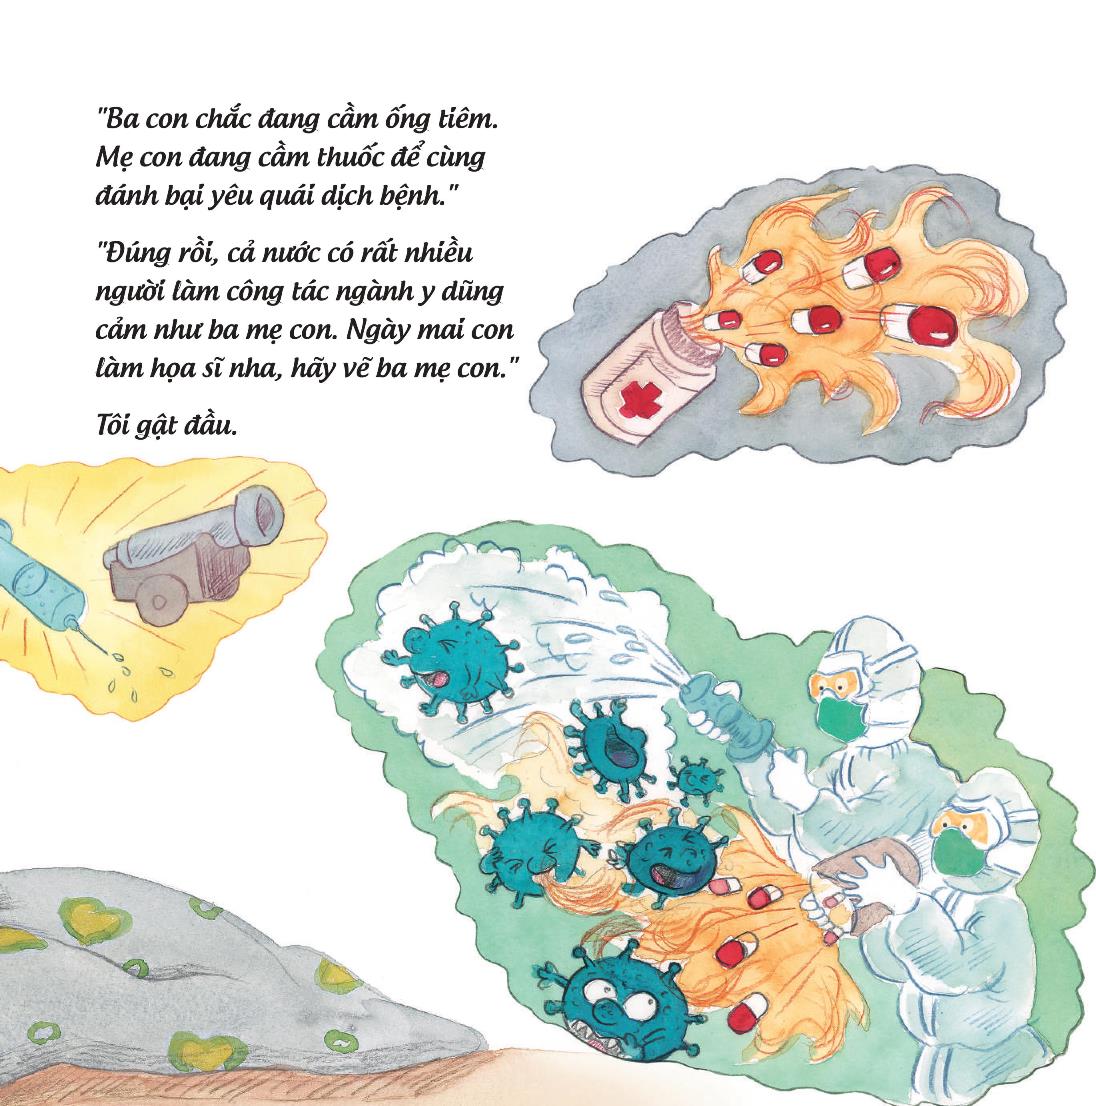 "Ba con chắc đang cầm ống tiêm.
Mẹ con đang cầm thuốc để cùng
đánh bại yêu quái dịch bệnh."
"Đúng rồi, cả nước có rất nhiều
người làm công tác ngành y dũng
cảm như ba mẹ con. Ngày mai con
làm họa sĩ nha, hãy vẽ ba mẹ con."
Tôi gật đầu.